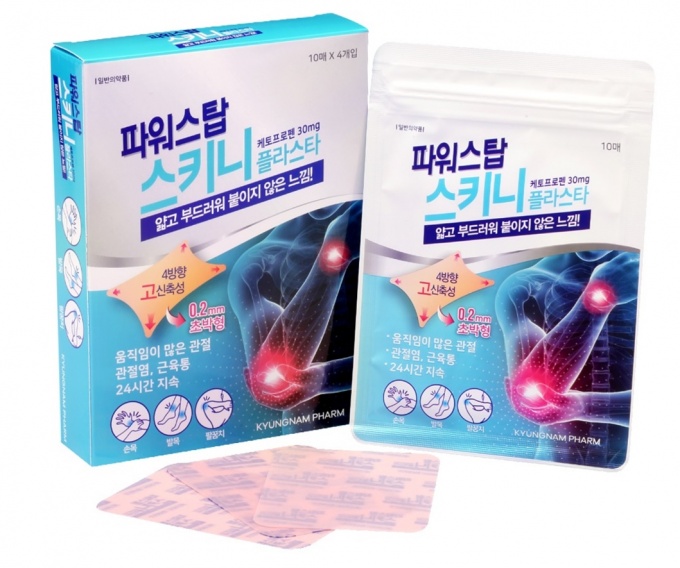 10매 X 4개입
일반의약품
파워스탑
케토프로펜 30mg
스키니 플라스타
얇고 부드러워 붙이지 않은 느낌!
4방향
고신축성
0.2mm
초박형
움직임이 많은 관절
관절염, 근육통
24시간 지속
손목
발목
팔꿈치
KYUNGNAM PHARM
파워스탑
스키니
일반의약품
10매
파워스탑
케토프로펜 30mg
스키니 플라스타
얇고 부드러워 붙이지 않은 느낌!
4방향
고신축성
0.2mm
초박형
· 움직임이 많은 관절
· 관절염, 근육통
· 24시간 지속
손목
발목
팔꿈치
KYUNGNAM PHARM